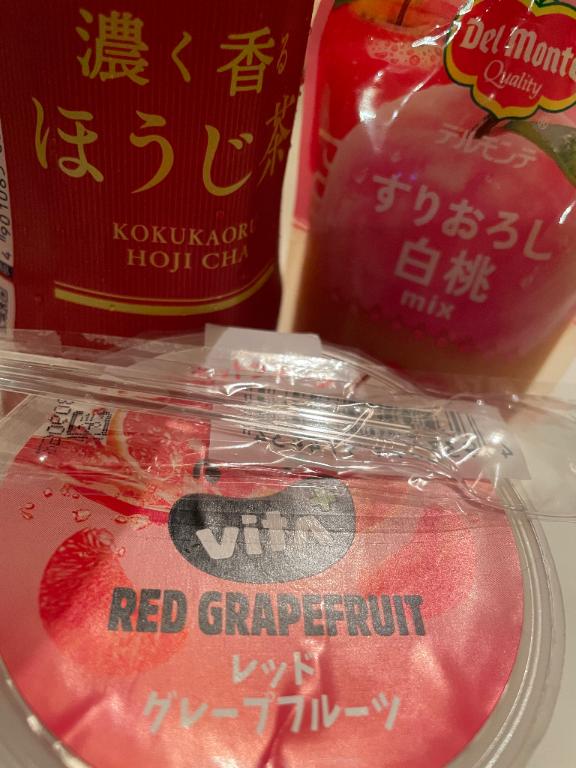 濃く香る
ほうじ茶
KOKUKAORU
HOJI CHA
Del Monte
Quality
デルモンテ
すりおろし
白桃
mix
vita+
RED GRAPEFRUIT
レッド
グレープフルーツ